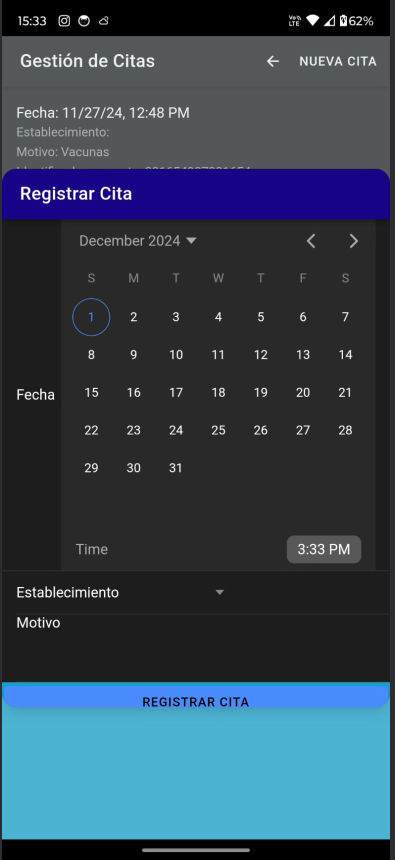 15:33 VoD LTE 62%
Gestión de Citas NUEVA CITA
Fecha: 11/27/24, 12:48 PM
Establecimiento:
Motivo: Vacunas
Registrar Cita
December 2024
S M T W T F S
1 2 3 4 5 6 7
8 9 10 11 12 13 14
Fecha 15 16 17 18 19 20 21
22 23 24 25 26 27 28
29 30 31
Time 3:33 PM
Establecimiento
Motivo
REGISTRAR CITA